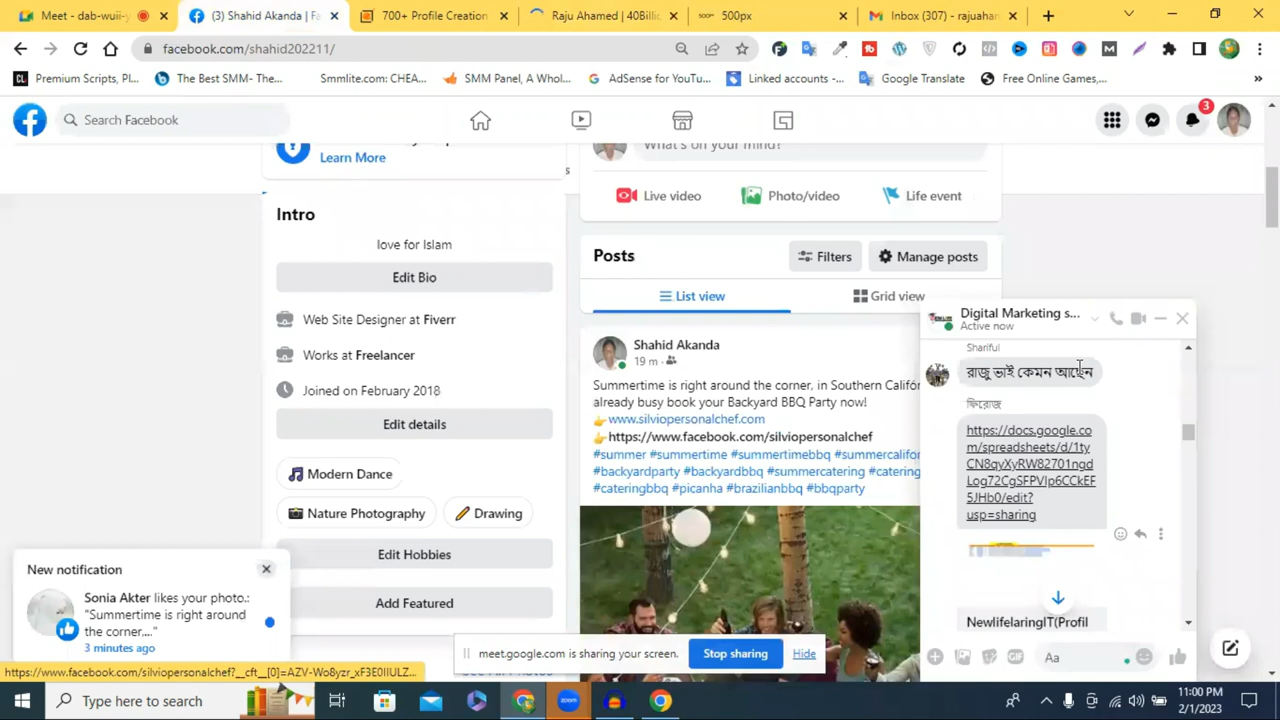 Meet - dab-wuii-y
(3) Shahid Akanda | Fa
700+ Profile Creation
Raju Ahamed | 40Billic
500px
500px
Inbox (307) - rajuahan
facebook.com/shahid202211/
Premium Scripts, Pl...
The Best SMM- The...
Smmlite.com: CHEA...
SMM Panel, A Whol...
AdSense for YouTu...
Linked accounts -...
Google Translate
Free Online Games,...
»
Search Facebook
3
Learn More
What's on your mind?
Live video
Photo/video
Life event
Intro
love for Islam
Edit Bio
Web Site Designer at Fiverr
Works at Freelancer
Joined on February 2018
Edit details
Modern Dance
Nature Photography
Drawing
Edit Hobbies
Add Featured
Posts
Filters
Manage posts
List view
Grid view
Shahid Akanda
19 m
Summertime is right around the corner, in Southern Califor
already busy book your Backyard BBQ Party now!
👉www.silviopersonalchef.com
👉https://www.facebook.com/silviopersonalchef
#summer #summertime #summertimebbq #summercalifor
#backyardparty #backyardbbq #summercatering #catering
#cateringbbq #picanha #brazilianbbq #bbqparty
Digital Marketing s...
Active now
Shariful
রাজু ভাই কেমন আছেন
ফিরোজ
https://docs.google.co
m/spreadsheets/d/1ty
CN8qyXyRW82701ngd
Log72CgSFPVIp6CCkEF
5JHb0/edit?
usp=sharing
NewlifelaringIT(Profil
GIF
Aa
New notification
Sonia Akter likes your photo.:
"Summertime is right around
the corner,..."
3 minutes ago
meet.google.com is sharing your screen.
Stop sharing
Hide
https://www.facebook.com/silviopersonalchef?__cft__[0]=AZV-Wo8yzr_xF3E0IIULZ...
Type here to search
zoom
11:00 PM
2/1/2023